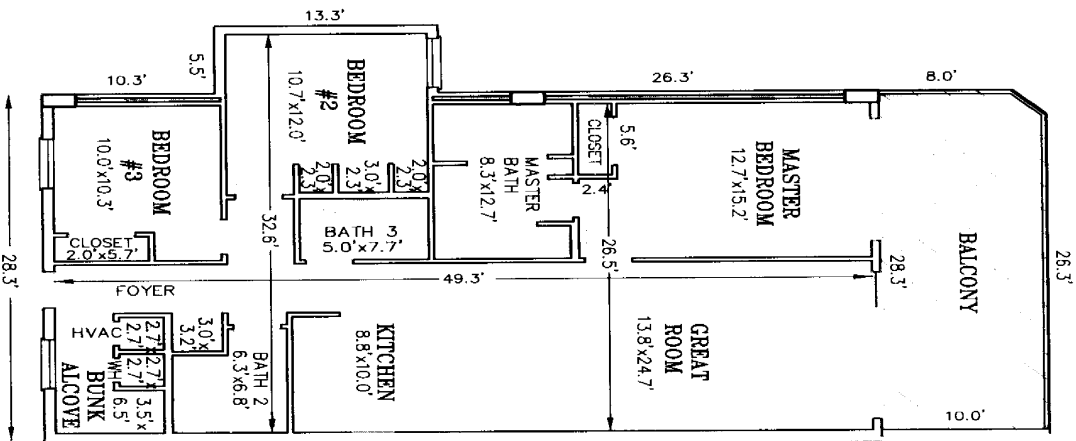 13.3'
10.3'
5.5'
26.3'
8.0'
BEDROOM
#2
10.7'x12.0'
BEDROOM
#3
10.0'x10.3'
2.0'x
2.3'
3.0'x
2.3'
2.0'x
2.3'
MASTER
BATH
8.3'x12.7'
CLOSET
5.6'
2.4'
MASTER
BEDROOM
12.7'x15.2'
BALCONY
26.3'
CLOSET
2.0'x5.7'
32.6'
BATH 3
5.0'x7.7'
26.5'
28.3'
28.3'
49.3'
FOYER
HVAC
2.7'x
2.7'
2.7'x
2.7'
WH
3.0'x
3.2'
BATH 2
6.3'x6.8'
KITCHEN
8.8'x10.0'
GREAT
ROOM
13.8'x24.7'
BUNK
ALCOVE
3.5'x
6.5'
10.0'